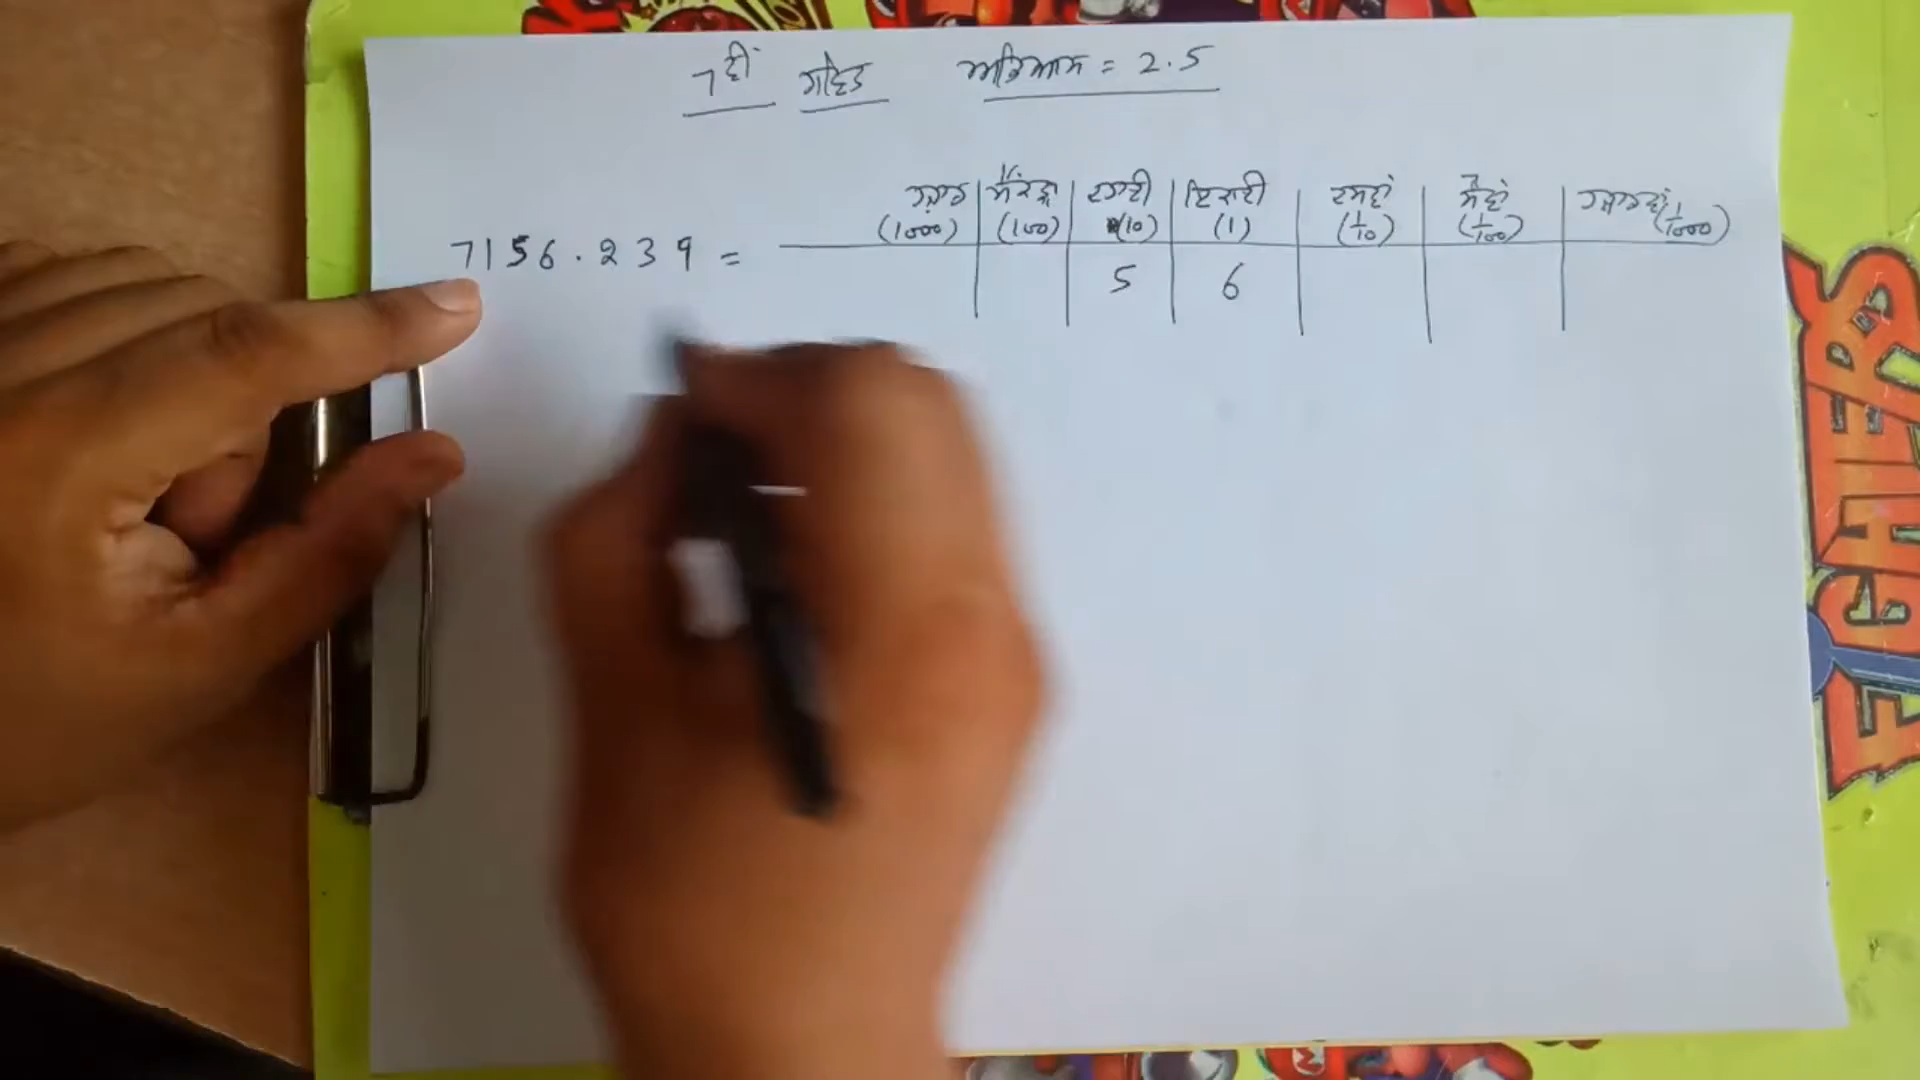 7ਵੀਂ ਗਣਿਤ ਅਭਿਆਸ = 2.5
ਹਜ਼ਾਰ ਸੈਂਕੜਾ ਦਹਾਈ ਇਕਾਈ ਦਸਵਾਂ ਸੌਵਾਂ ਹਜ਼ਾਰਵਾਂ
(1000) (100) (10) (1) (1/10) (1/100) (1/1000)
7156.239 =
5 6
FIGHTERS